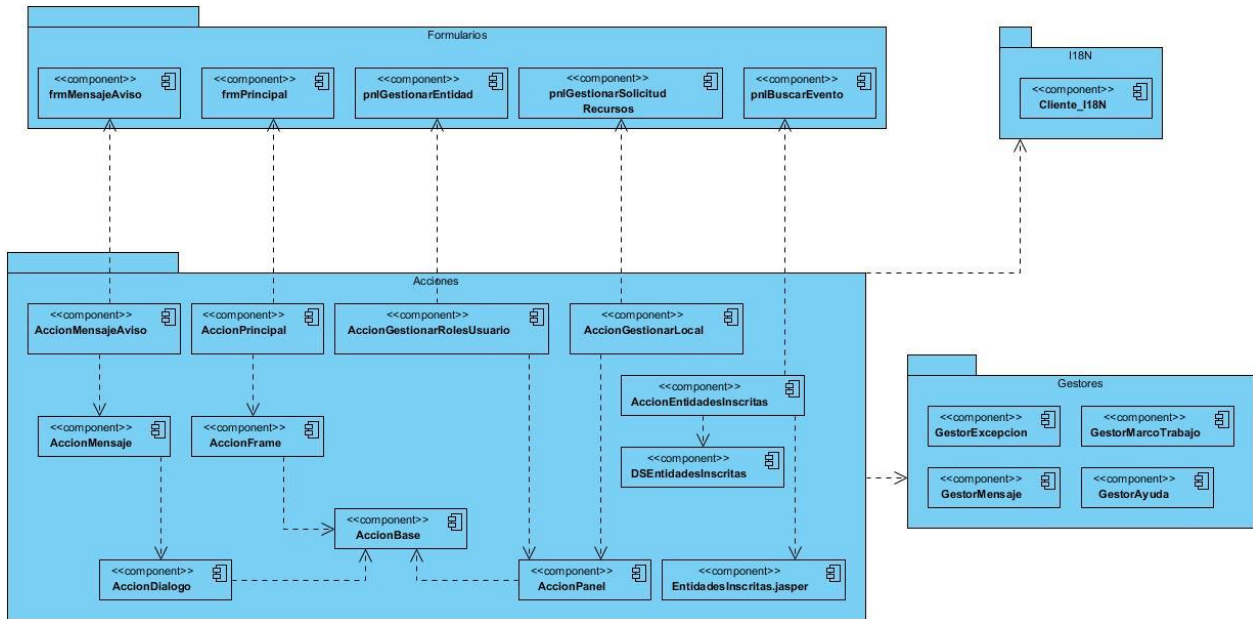 Formularios
<<component>>
frmMensajeAviso
<<component>>
frmPrincipal
<<component>>
pnlGestionarEntidad
<<component>>
pnlGestionarSolicitud
Recursos
<<component>>
pnlBuscarEvento
I18N
<<component>>
Cliente_I18N
Acciones
<<component>>
AccionMensajeAviso
<<component>>
AccionPrincipal
<<component>>
AccionGestionarRolesUsuario
<<component>>
AccionGestionarLocal
<<component>>
AccionEntidadesInscritas
<<component>>
AccionMensaje
<<component>>
AccionFrame
<<component>>
DSEntidadesInscritas
<<component>>
AccionBase
<<component>>
AccionDialogo
<<component>>
AccionPanel
<<component>>
EntidadesInscritas.jasper
Gestores
<<component>>
GestorExcepcion
<<component>>
GestorMarcoTrabajo
<<component>>
GestorMensaje
<<component>>
GestorAyuda